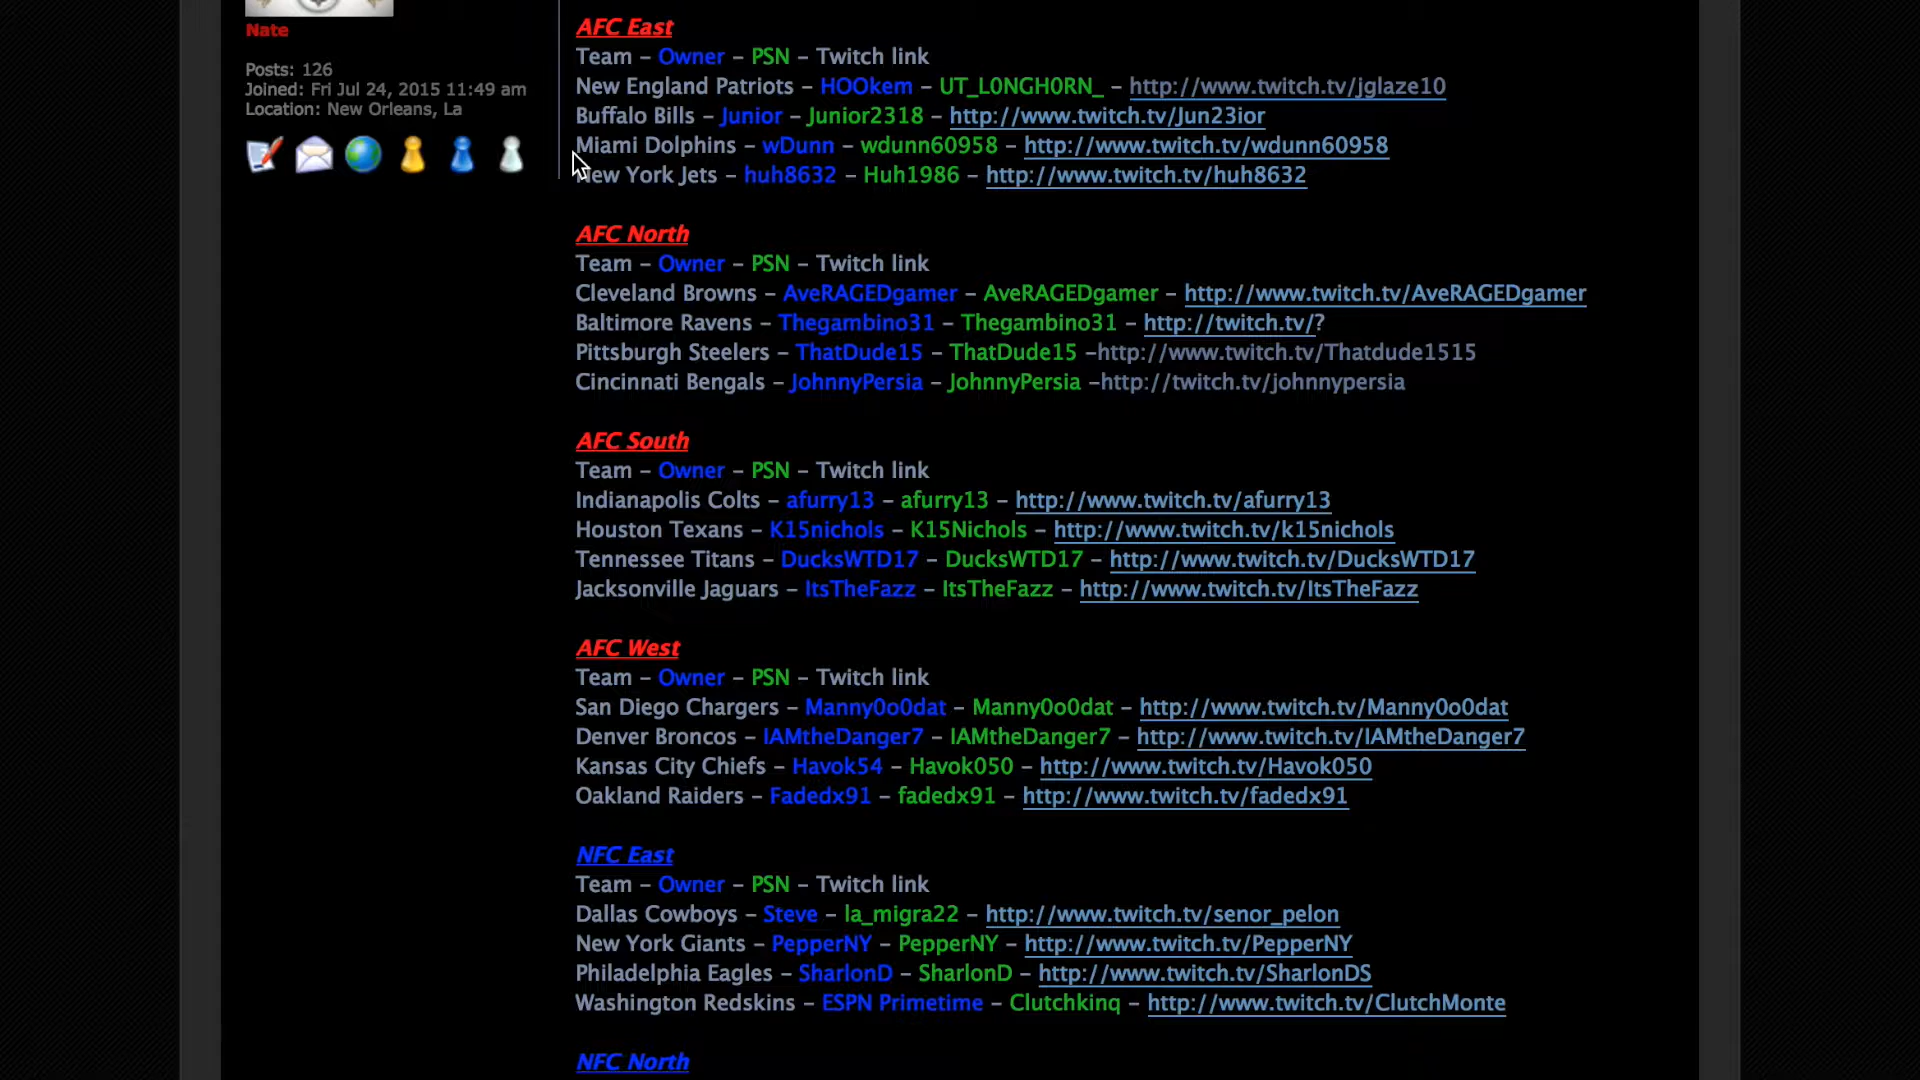 Nate
Posts: 126
Joined: Fri Jul 24, 2015 11:49 am
Location: New Orleans, La
AFC East
Team – Owner – PSN – Twitch link
New England Patriots – HOOkem – UT_L0NGH0RN_ – http://www.twitch.tv/jglaze10
Buffalo Bills – Junior – Junior2318 – http://www.twitch.tv/Jun23ior
Miami Dolphins – wDunn – wdunn60958 – http://www.twitch.tv/wdunn60958
New York Jets – huh8632 – Huh1986 – http://www.twitch.tv/huh8632
AFC North
Team – Owner – PSN – Twitch link
Cleveland Browns – AveRAGEDgamer – AveRAGEDgamer – http://www.twitch.tv/AveRAGEDgamer
Baltimore Ravens – Thegambino31 – Thegambino31 – http://twitch.tv/?
Pittsburgh Steelers – ThatDude15 – ThatDude15 –http://www.twitch.tv/Thatdude1515
Cincinnati Bengals – JohnnyPersia – JohnnyPersia –http://twitch.tv/johnnypersia
AFC South
Team – Owner – PSN – Twitch link
Indianapolis Colts – afurry13 – afurry13 – http://www.twitch.tv/afurry13
Houston Texans – K15nichols – K15Nichols – http://www.twitch.tv/k15nichols
Tennessee Titans – DucksWTD17 – DucksWTD17 – http://www.twitch.tv/DucksWTD17
Jacksonville Jaguars – ItsTheFazz – ItsTheFazz – http://www.twitch.tv/ItsTheFazz
AFC West
Team – Owner – PSN – Twitch link
San Diego Chargers – Manny0o0dat – Manny0o0dat – http://www.twitch.tv/Manny0o0dat
Denver Broncos – IAMtheDanger7 – IAMtheDanger7 – http://www.twitch.tv/IAMtheDanger7
Kansas City Chiefs – Havok54 – Havok050 – http://www.twitch.tv/Havok050
Oakland Raiders – Fadedx91 – fadedx91 – http://www.twitch.tv/fadedx91
NFC East
Team – Owner – PSN – Twitch link
Dallas Cowboys – Steve – la_migra22 – http://www.twitch.tv/senor_pelon
New York Giants – PepperNY – PepperNY – http://www.twitch.tv/PepperNY
Philadelphia Eagles – SharlonD – SharlonD – http://www.twitch.tv/SharlonDS
Washington Redskins – ESPN Primetime – Clutchkinq – http://www.twitch.tv/ClutchMonte
NFC North